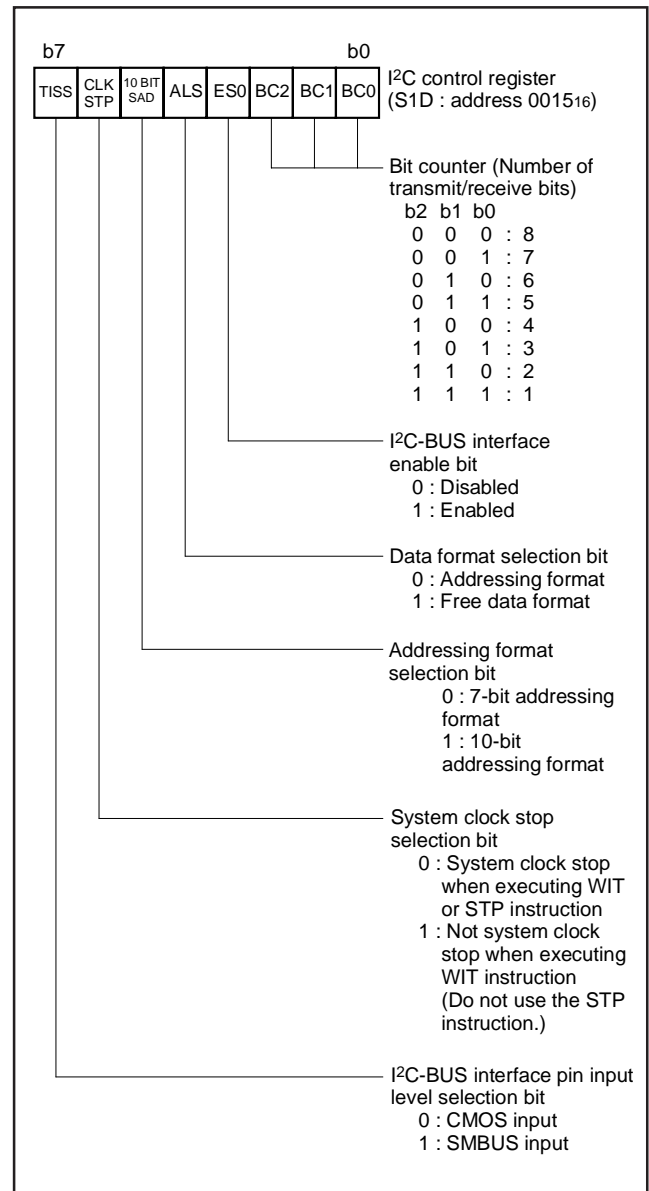 b7 b0
TISS CLK STP 10 BIT SAD ALS ES0 BC2 BC1 BC0
I2C control register
(S1D : address 001516)
Bit counter (Number of
transmit/receive bits)
b2 b1 b0
0 0 0 : 8
0 0 1 : 7
0 1 0 : 6
0 1 1 : 5
1 0 0 : 4
1 0 1 : 3
1 1 0 : 2
1 1 1 : 1
I2C-BUS interface
enable bit
0 : Disabled
1 : Enabled
Data format selection bit
0 : Addressing format
1 : Free data format
Addressing format
selection bit
0 : 7-bit addressing
format
1 : 10-bit
addressing format
System clock stop
selection bit
0 : System clock stop
when executing WIT
or STP instruction
1 : Not system clock
stop when executing
WIT instruction
(Do not use the STP
instruction.)
I2C-BUS interface pin input
level selection bit
0 : CMOS input
1 : SMBUS input